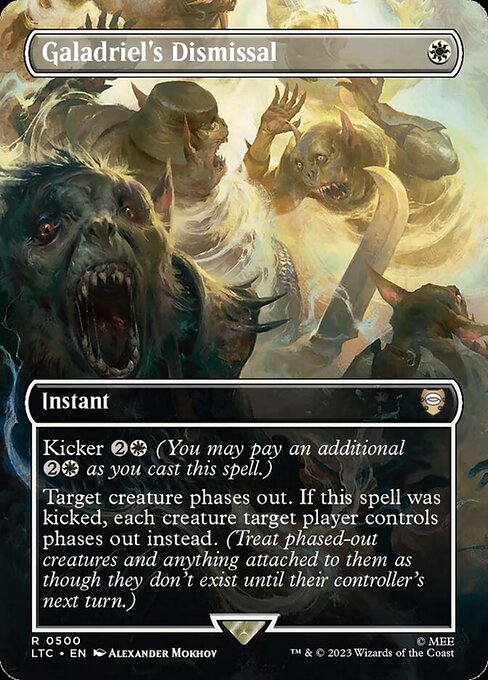 Galadriel's Dismissal
Instant
Kicker 2 (You may pay an additional
2 as you cast this spell.)
Target creature phases out. If this spell was
kicked, each creature target player controls
phases out instead. (Treat phased-out
creatures and anything attached to them as
though they don't exist until their controller's
next turn.)
R 0500
LTC • EN Alexander Mokhov
© MEE
™ & © 2023 Wizards of the Coast